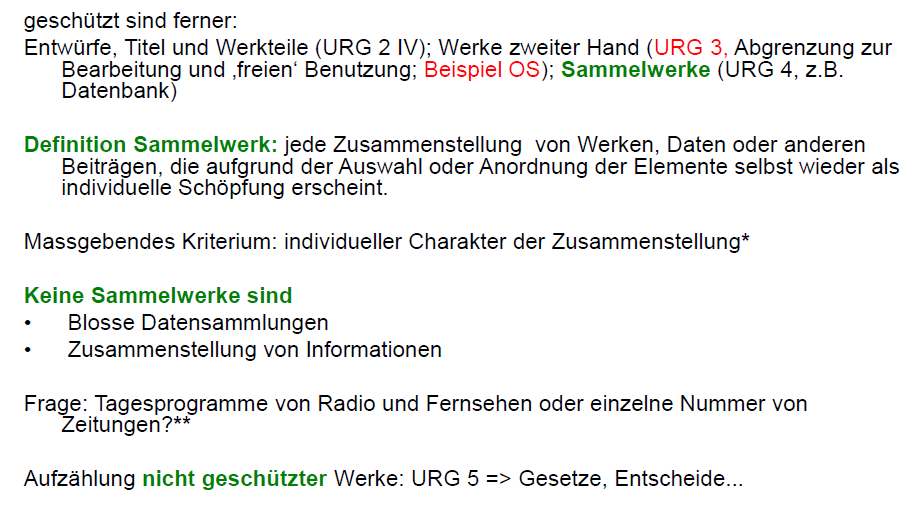 geschützt sind ferner:
Entwürfe, Titel und Werkteile (URG 2 IV); Werke zweiter Hand (URG 3, Abgrenzung zur
Bearbeitung und ‚freien‘ Benutzung; Beispiel OS); Sammelwerke (URG 4, z.B.
Datenbank)
Definition Sammelwerk: jede Zusammenstellung von Werken, Daten oder anderen
Beiträgen, die aufgrund der Auswahl oder Anordnung der Elemente selbst wieder als
individuelle Schöpfung erscheint.
Massgebendes Kriterium: individueller Charakter der Zusammenstellung*
Keine Sammelwerke sind
• Blosse Datensammlungen
• Zusammenstellung von Informationen
Frage: Tagesprogramme von Radio und Fernsehen oder einzelne Nummer von
Zeitungen?**
Aufzählung nicht geschützter Werke: URG 5 => Gesetze, Entscheide...